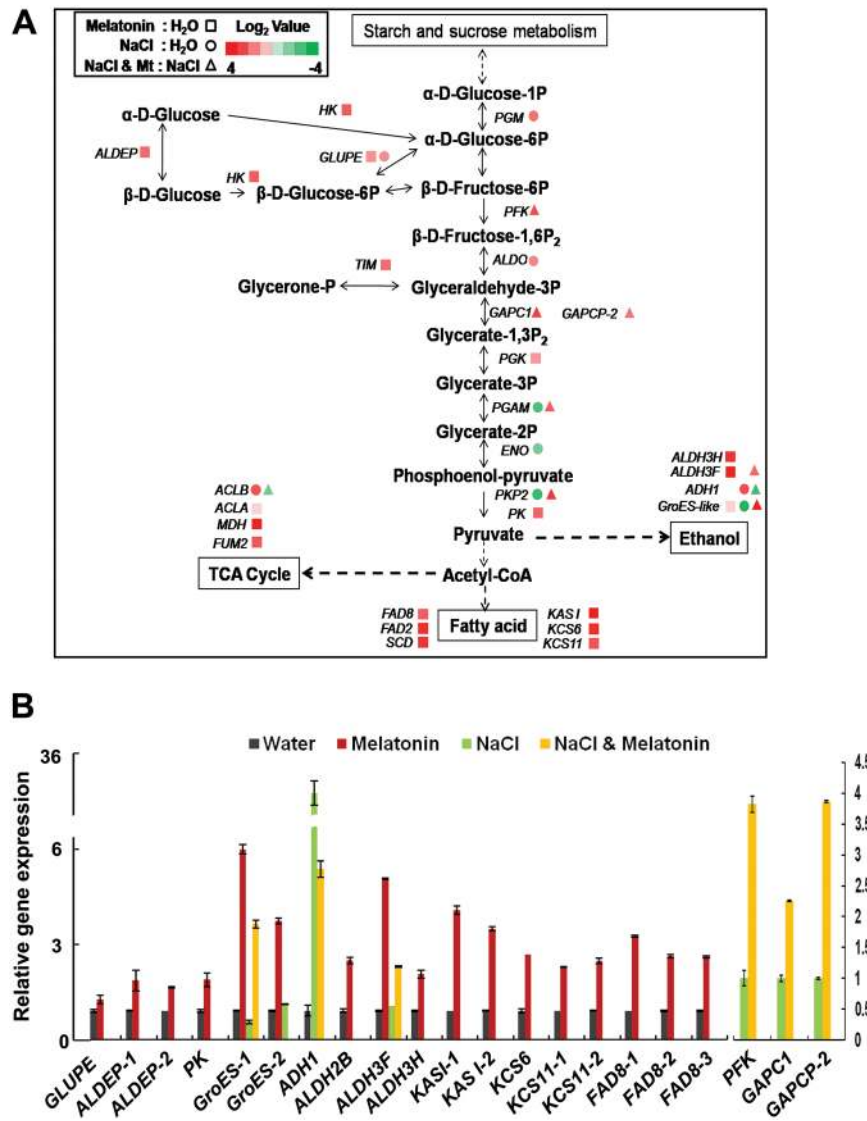 A
Melatonin : H₂O
NaCl : H₂O
NaCl & Mt : NaCl
Log₂ Value
4 -4
Starch and sucrose metabolism
α-D-Glucose-1P
PGM
α-D-Glucose
HK
α-D-Glucose-6P
ALDEP
GLUPE
HK
β-D-Glucose
β-D-Glucose-6P
β-D-Fructose-6P
PFK
β-D-Fructose-1,6P₂
TIM
ALDO
Glycerone-P
Glyceraldehyde-3P
GAPC1
GAPCP-2
Glycerate-1,3P₂
PGK
Glycerate-3P
PGAM
Glycerate-2P
ENO
Phosphoenol-pyruvate
PKP2
PK
Pyruvate
ALDH3H
ALDH3F
ADH1
GroES-like
Ethanol
ACLB
ACLA
MDH
FUM2
TCA Cycle
Acetyl-CoA
FAD8
FAD2
SCD
Fatty acid
KAS I
KCS6
KCS11
B
Water Melatonin NaCl NaCl & Melatonin
Relative gene expression
36
6
3
0
4.5
4
3.5
3
2.5
2
1.5
1
0.5
0
GLUPE
ALDEP-1
ALDEP-2
PK
GroES-1
GroES-2
ADH1
ALDH2B
ALDH3F
ALDH3H
KASI-1
KAS I-2
KCS6
KCS11-1
KCS11-2
FAD8-1
FAD8-2
FAD8-3
PFK
GAPC1
GAPCP-2